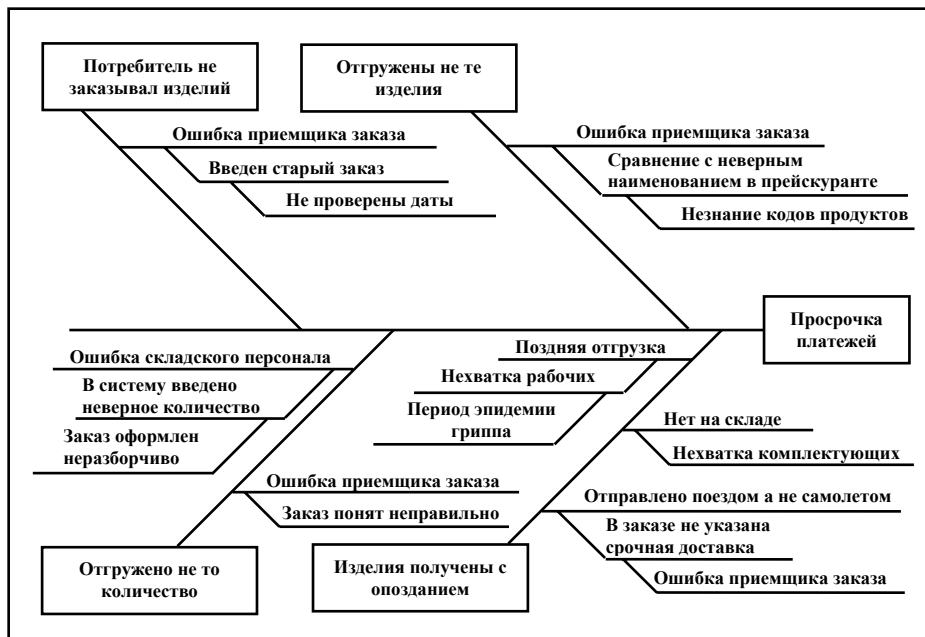 Потребитель не
заказывал изделий
Отгружены не те
изделия
Ошибка приемщика заказа
Введен старый заказ
Не проверены даты
Ошибка приемщика заказа
Сравнение с неверным
наименованием в прейскуранте
Незнание кодов продуктов
Просрочка
платежей
Ошибка складского персонала
В систему введено
неверное количество
Заказ оформлен
неразборчиво
Ошибка приемщика заказа
Заказ понят неправильно
Отгружено не то
количество
Поздняя отгрузка
Нехватка рабочих
Период эпидемии
гриппа
Нет на складе
Нехватка комплектующих
Отправлено поездом а не самолетом
В заказе не указана
срочная доставка
Ошибка приемщика заказа
Изделия получены с
опозданием